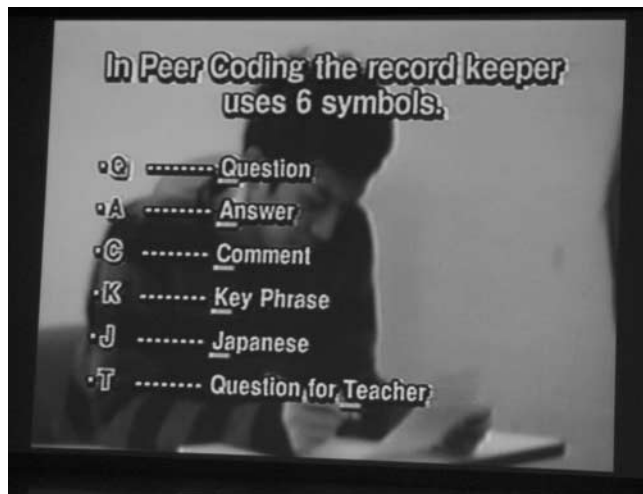 In Peer Coding the record keeper
uses 6 symbols.
·Q -------- Question
·A -------- Answer
·C -------- Comment
·K -------- Key Phrase
·J -------- Japanese
·T -------- Question for Teacher